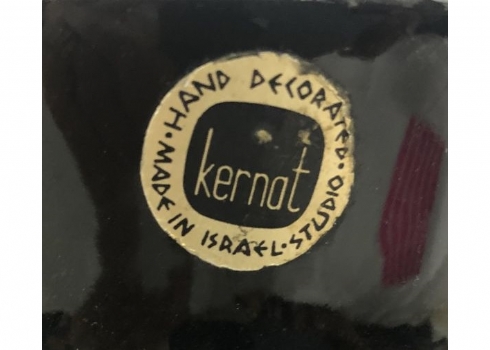 HAND DECORATED • MADE IN ISRAEL • STUDIO •
kernat